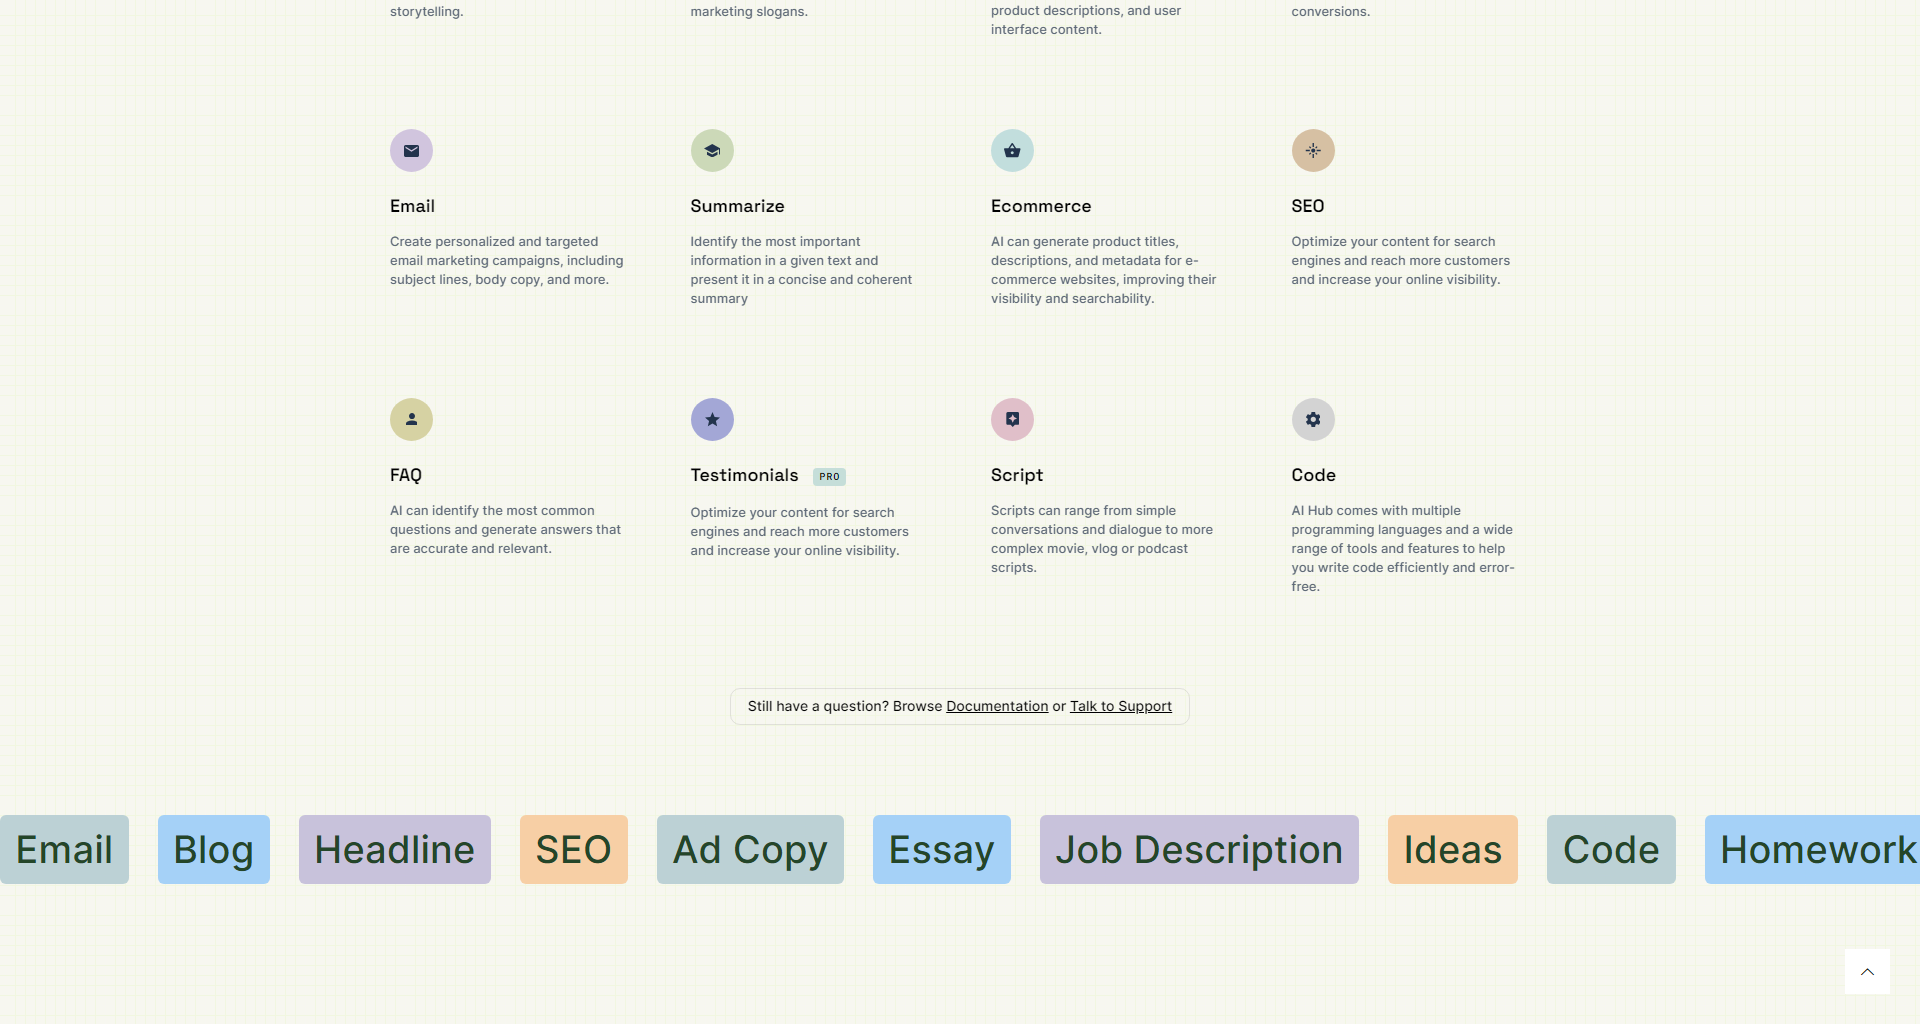 storytelling.
marketing slogans.
product descriptions, and user
interface content.
conversions.
Email
Create personalized and targeted
email marketing campaigns, including
subject lines, body copy, and more.
Summarize
Identify the most important
information in a given text and
present it in a concise and coherent
summary
Ecommerce
AI can generate product titles,
descriptions, and metadata for e-
commerce websites, improving their
visibility and searchability.
SEO
Optimize your content for search
engines and reach more customers
and increase your online visibility.
FAQ
AI can identify the most common
questions and generate answers that
are accurate and relevant.
Testimonials PRO
Optimize your content for search
engines and reach more customers
and increase your online visibility.
Script
Scripts can range from simple
conversations and dialogue to more
complex movie, vlog or podcast
scripts.
Code
AI Hub comes with multiple
programming languages and a wide
range of tools and features to help
you write code efficiently and error-
free.
Still have a question? Browse Documentation or Talk to Support
Email Blog Headline SEO Ad Copy Essay Job Description Ideas Code Homework